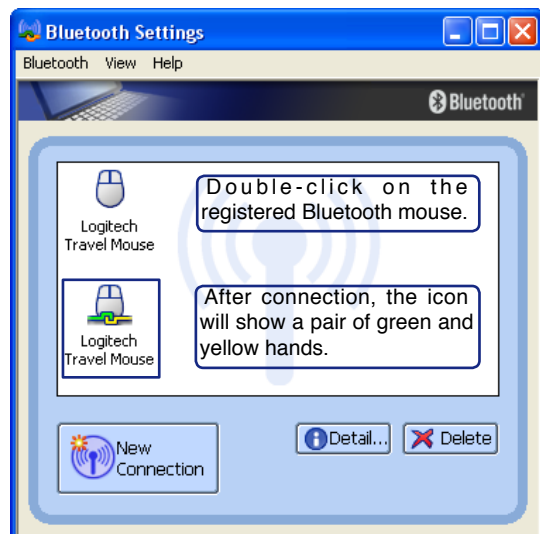 Bluetooth Settings
Bluetooth View Help
Bluetooth
Logitech
Travel Mouse
Double-click on the
registered Bluetooth mouse.
Logitech
Travel Mouse
After connection, the icon
will show a pair of green and
yellow hands.
New
Connection
Detail...
Delete